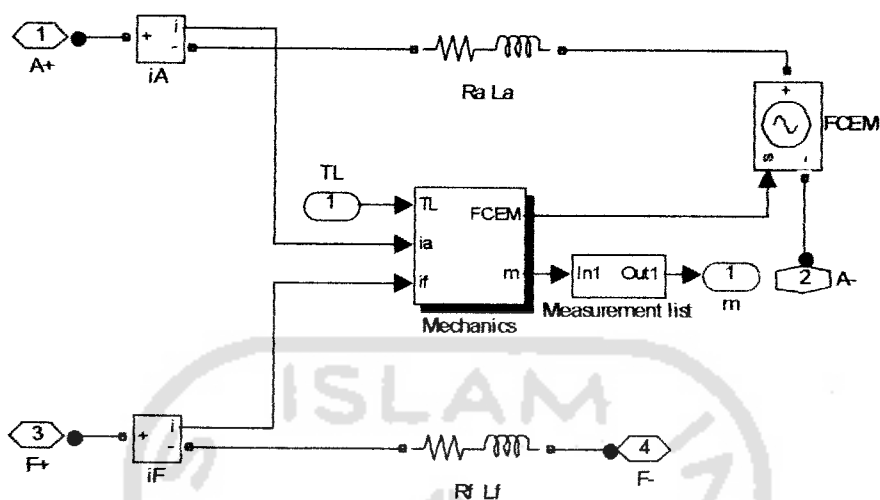 1
A+
+
i
-
iA
Ra La
+
FCEM
s
-
2
A-
TL
1
TL
ia
if
FCEM
m
Mechanics
In1
Out1
Measurement list
1
m
3
F+
+
i
-
iF
Rf Lf
4
F-
ISLAM